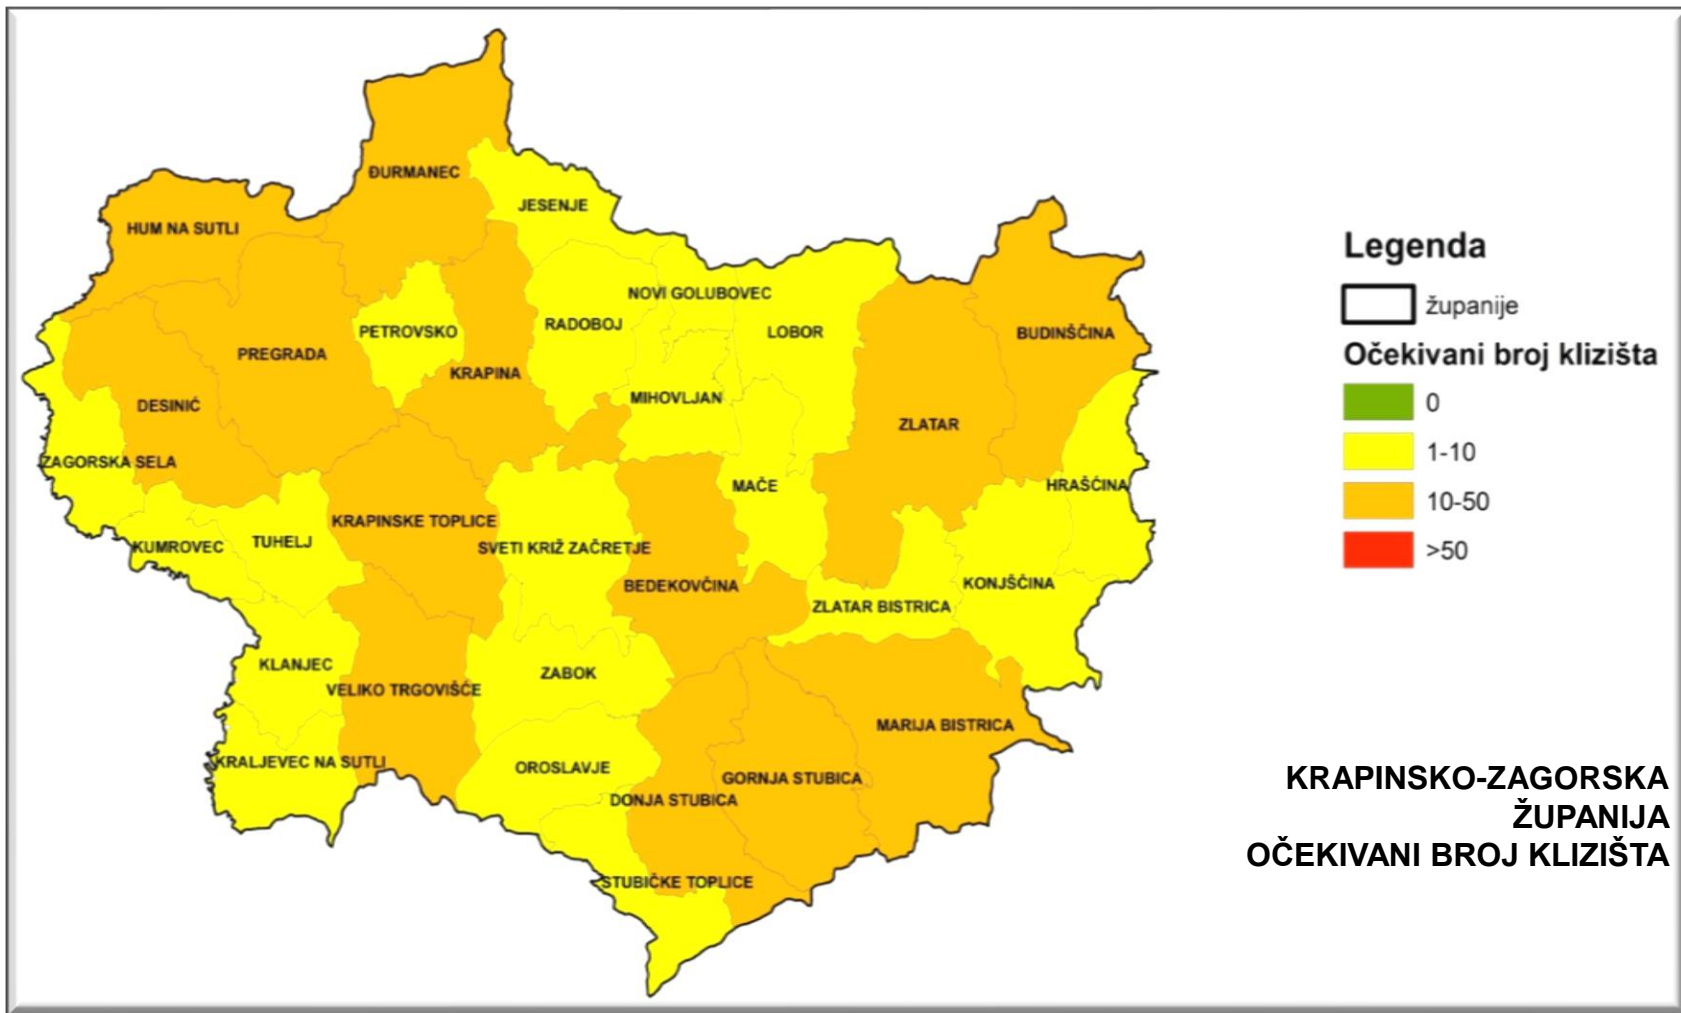 ĐURMANEC
JESENJE
HUM NA SUTLI
NOVI GOLUBOVEC
PETROVSKO
RADOBOJ
LOBOR
BUDINŠČINA
PREGRADA
KRAPINA
MIHOVLJAN
DESINIĆ
ZLATAR
ZAGORSKA SELA
MAČE
HRAŠĆINA
KRAPINSKE TOPLICE
TUHELJ
KUMROVEC
SVETI KRIŽ ZAČRETJE
BEDEKOVČINA
KONJŠČINA
ZLATAR BISTRICA
KLANJEC
ZABOK
VELIKO TRGOVIŠĆE
MARIJA BISTRICA
KRALJEVEC NA SUTLI
OROSLAVJE
GORNJA STUBICA
DONJA STUBICA
STUBIČKE TOPLICE
Legenda
županije
Očekivani broj klizišta
0
1-10
10-50
>50
KRAPINSKO-ZAGORSKA
ŽUPANIJA
OČEKIVANI BROJ KLIZIŠTA